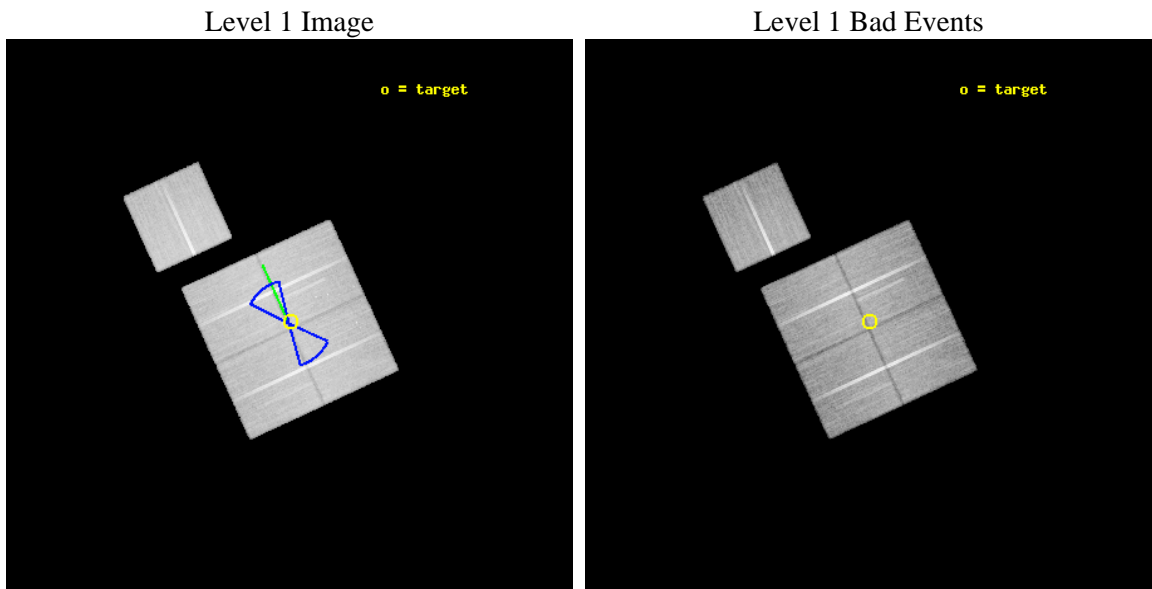 Level 1 Image
Level 1 Bad Events
o = target
o = target